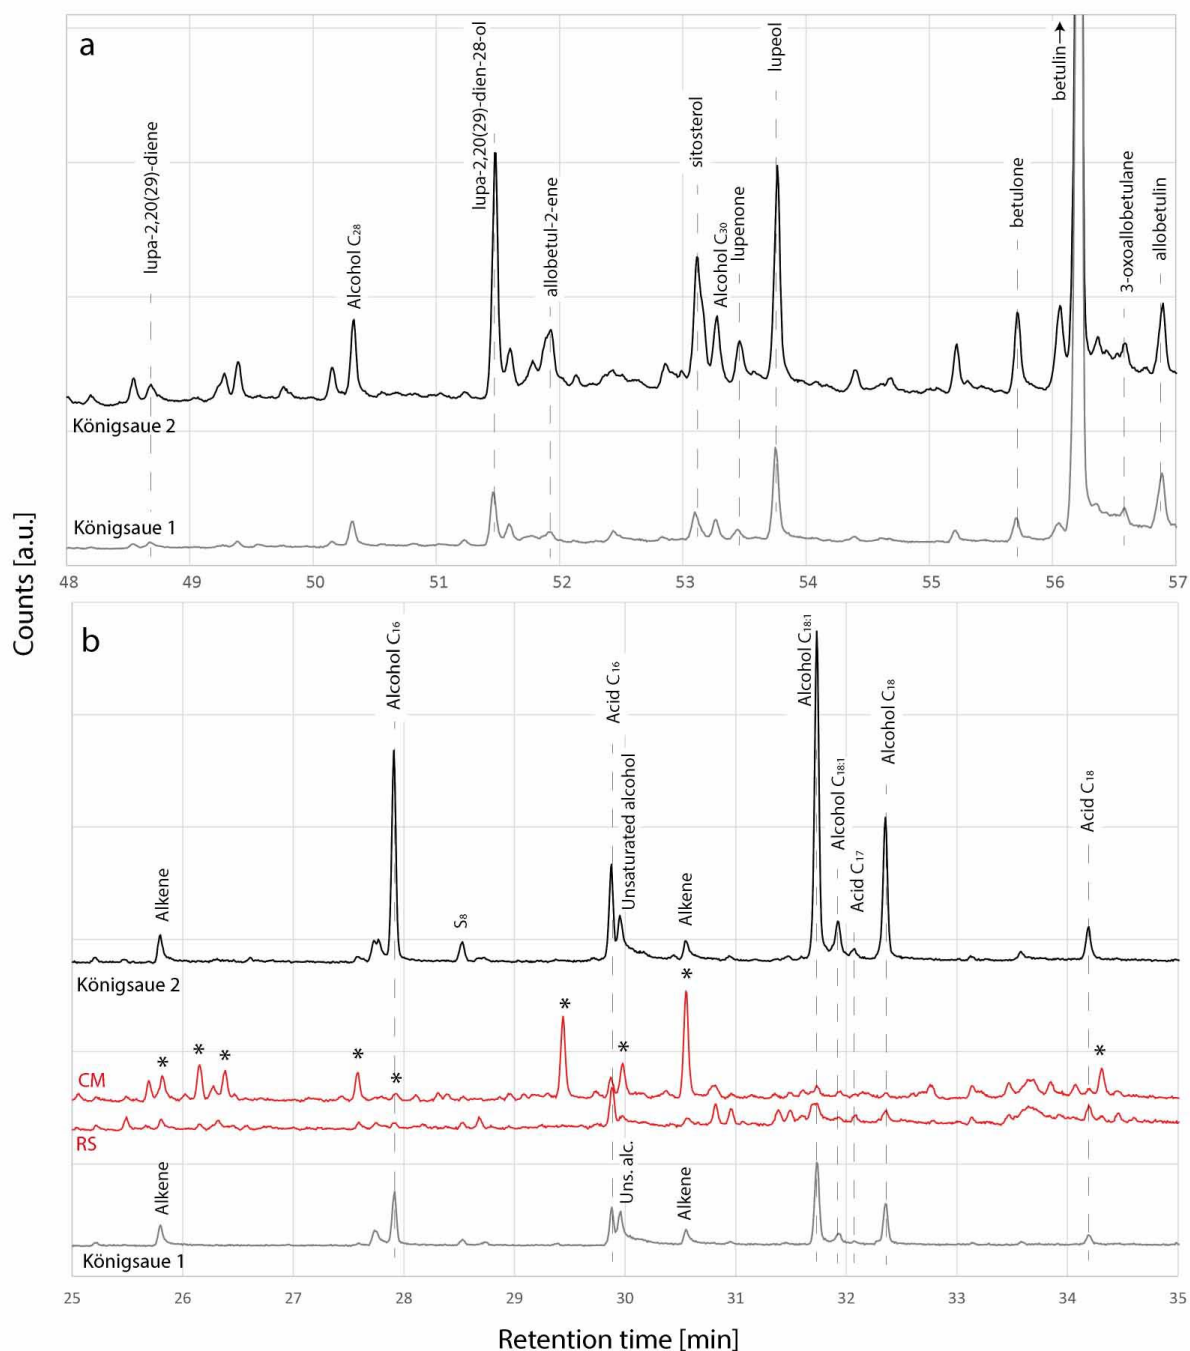 a
lupa-2,20(29)-diene
Alcohol C₂₈
lupa-2,20(29)-dien-28-ol
allobetul-2-ene
sitosterol
Alcohol C₃₀
lupenone
lupeol
betulone
betulin→
3-oxoallobetulane
allobetulin
Königsaue 2
Königsaue 1
48 49 50 51 52 53 54 55 56 57
Counts [a.u.]
b
Alkene
Alcohol C₁₆
S₈
Acid C₁₆
Unsaturated alcohol
Alkene
Alcohol C₁₈:₁
Alcohol C₁₈:₁
Acid C₁₇
Alcohol C₁₈
Acid C₁₈
Königsaue 2
* * * * * * * * *
CM
RS
Alkene
Uns. alc.
Alkene
Königsaue 1
25 26 27 28 29 30 31 32 33 34 35
Retention time [min]